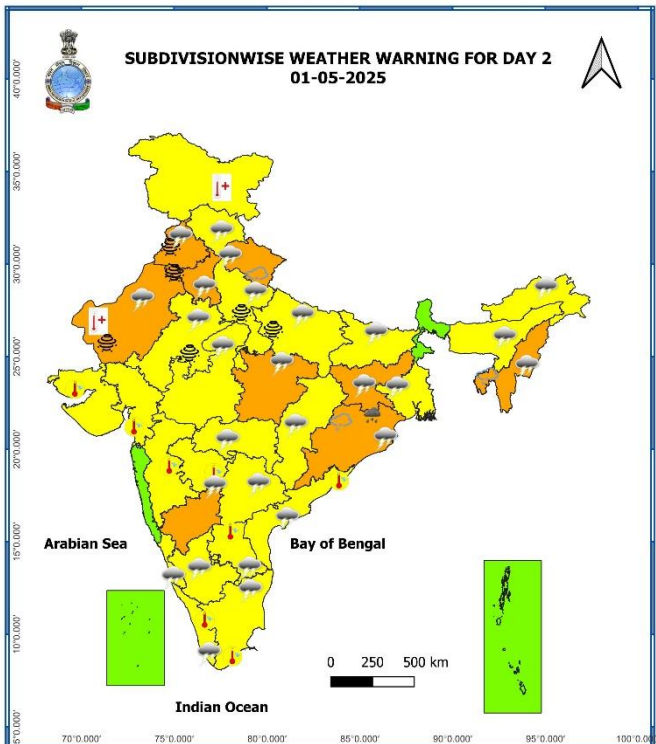 SUBDIVISIONWISE WEATHER WARNING FOR DAY 2
01-05-2025
40°0.000'
35°0.000'
30°0.000'
25°0.000'
20°0.000'
15°0.000'
10°0.000'
5°0.000'
Arabian Sea
Bay of Bengal
0 250 500 km
Indian Ocean
70°0.000' 75°0.000' 80°0.000' 85°0.000' 90°0.000' 95°0.000' 100°0.000'